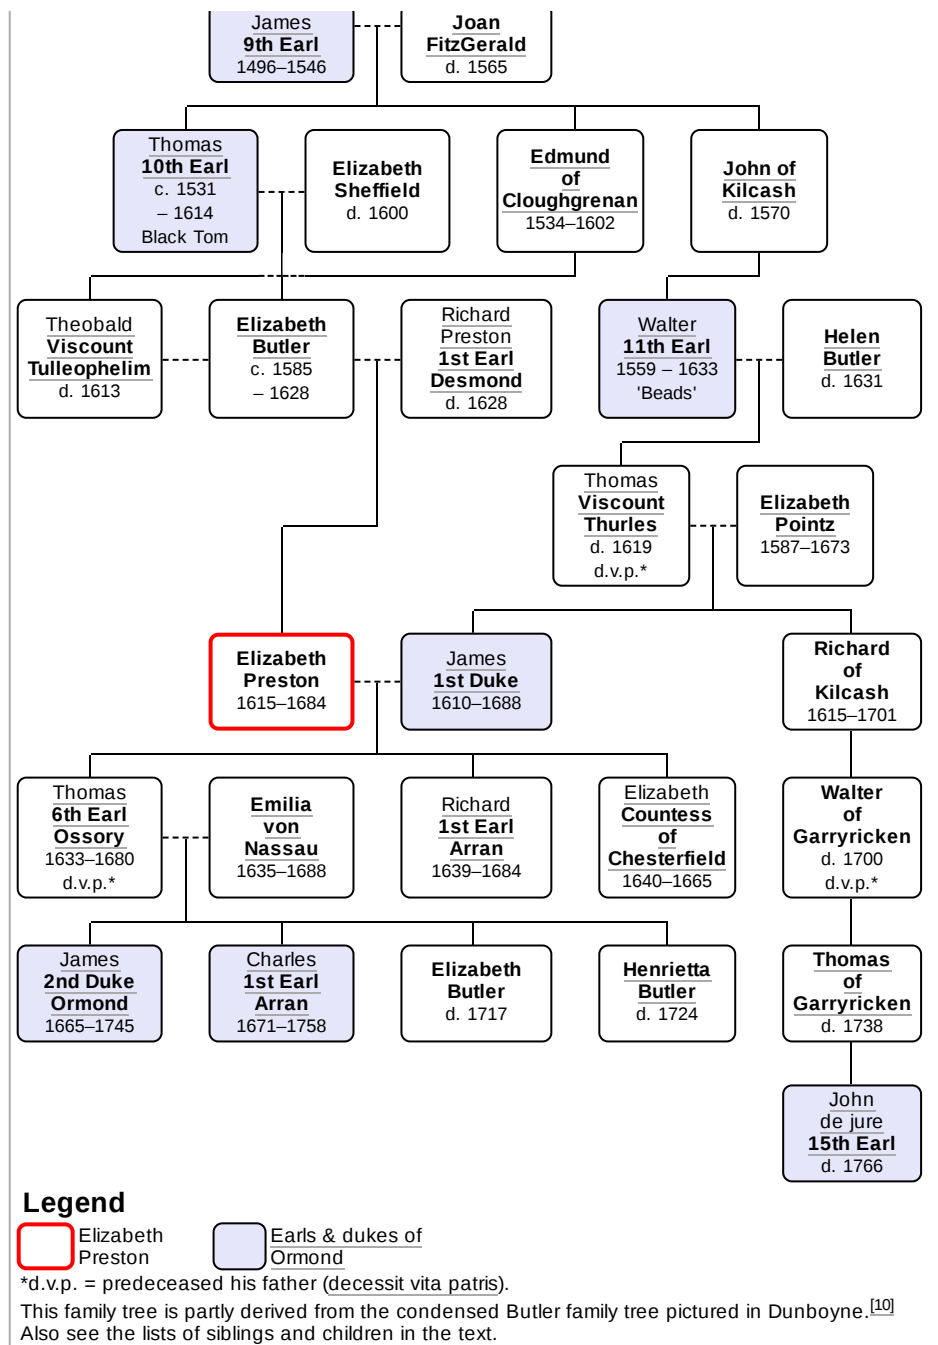 James
9th Earl
1496–1546
Joan
FitzGerald
d. 1565
Thomas
10th Earl
c. 1531
– 1614
Black Tom
Elizabeth
Sheffield
d. 1600
Edmund
of
Cloughgrenan
1534–1602
John of
Kilcash
d. 1570
Theobald
Viscount
Tulleophelim
d. 1613
Elizabeth
Butler
c. 1585
– 1628
Richard
Preston
1st Earl
Desmond
d. 1628
Walter
11th Earl
1559 – 1633
'Beads'
Helen
Butler
d. 1631
Thomas
Viscount
Thurles
d. 1619
d.v.p.*
Elizabeth
Pointz
1587–1673
Elizabeth
Preston
1615–1684
James
1st Duke
1610–1688
Richard
of
Kilcash
1615–1701
Thomas
6th Earl
Ossory
1633–1680
d.v.p.*
Emilia
von
Nassau
1635–1688
Richard
1st Earl
Arran
1639–1684
Elizabeth
Countess
of
Chesterfield
1640–1665
Walter
of
Garryricken
d. 1700
d.v.p.*
James
2nd Duke
Ormond
1665–1745
Charles
1st Earl
Arran
1671–1758
Elizabeth
Butler
d. 1717
Henrietta
Butler
d. 1724
Thomas
of
Garryricken
d. 1738
John
de jure
15th Earl
d. 1766
Legend
Elizabeth
Preston
Earls & dukes of
Ormond
*d.v.p. = predeceased his father (decessit vita patris).
This family tree is partly derived from the condensed Butler family tree pictured in Dunboyne.[10]
Also see the lists of siblings and children in the text.